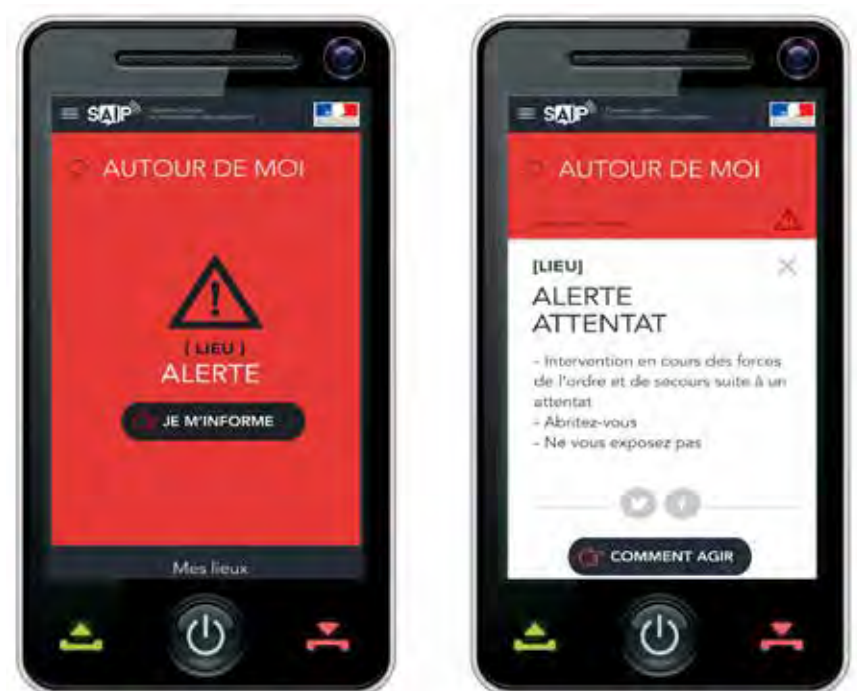 SAIP
AUTOUR DE MOI
[ LIEU ]
ALERTE
JE M'INFORME
Mes lieux
SAIP
AUTOUR DE MOI
[LIEU]
ALERTE
ATTENTAT
- Intervention en cours des forces
de l'ordre et de secours suite à un
attentat
- Abritez-vous
- Ne vous exposez pas
COMMENT AGIR